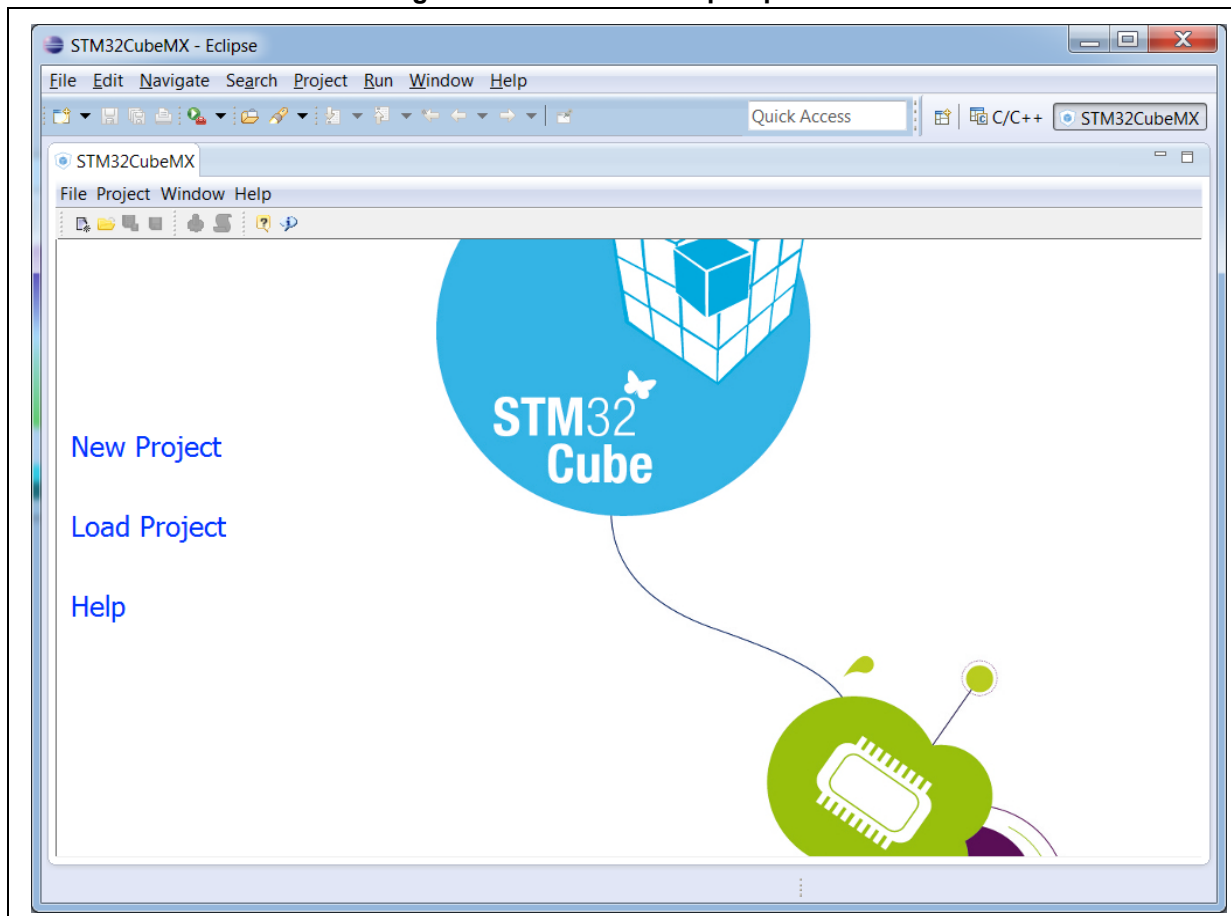 STM32CubeMX - Eclipse
File Edit Navigate Search Project Run Window Help
Quick Access
C/C++
STM32CubeMX
STM32CubeMX
File Project Window Help
STM32
Cube
New Project
Load Project
Help